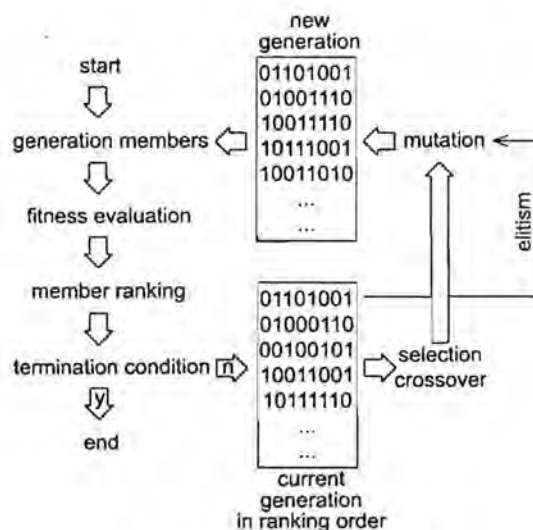 new
generation
start
generation members
fitness evaluation
member ranking
termination condition
n
y
end
01101001
01001110
10011110
10111001
10011010
...
...
mutation
elitism
01101001
01000110
00100101
10011001
10111110
...
...
selection
crossover
current
generation
in ranking order